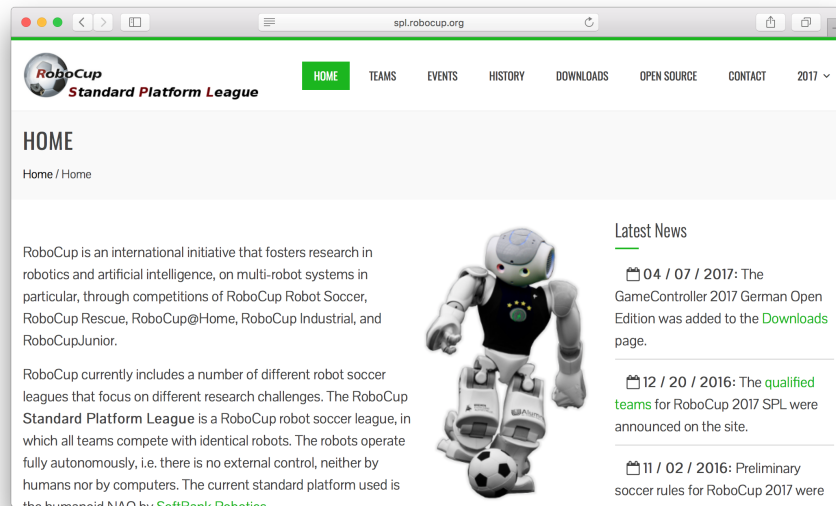 spl.robocup.org
RoboCup
Standard Platform League
HOME
TEAMS
EVENTS
HISTORY
DOWNLOADS
OPEN SOURCE
CONTACT
2017
HOME
Home / Home
RoboCup is an international initiative that fosters research in
robotics and artificial intelligence, on multi-robot systems in
particular, through competitions of RoboCup Robot Soccer,
RoboCup Rescue, RoboCup@Home, RoboCup Industrial, and
RoboCupJunior.
RoboCup currently includes a number of different robot soccer
leagues that focus on different research challenges. The RoboCup
Standard Platform League is a RoboCup robot soccer league, in
which all teams compete with identical robots. The robots operate
fully autonomously, i.e. there is no external control, neither by
humans nor by computers. The current standard platform used is
the humanoid NAO by SoftBank Robotics.
Latest News
04 / 07 / 2017: The
GameController 2017 German Open
Edition was added to the Downloads
page.
12 / 20 / 2016: The qualified
teams for RoboCup 2017 SPL were
announced on the site.
11 / 02 / 2016: Preliminary
soccer rules for RoboCup 2017 were